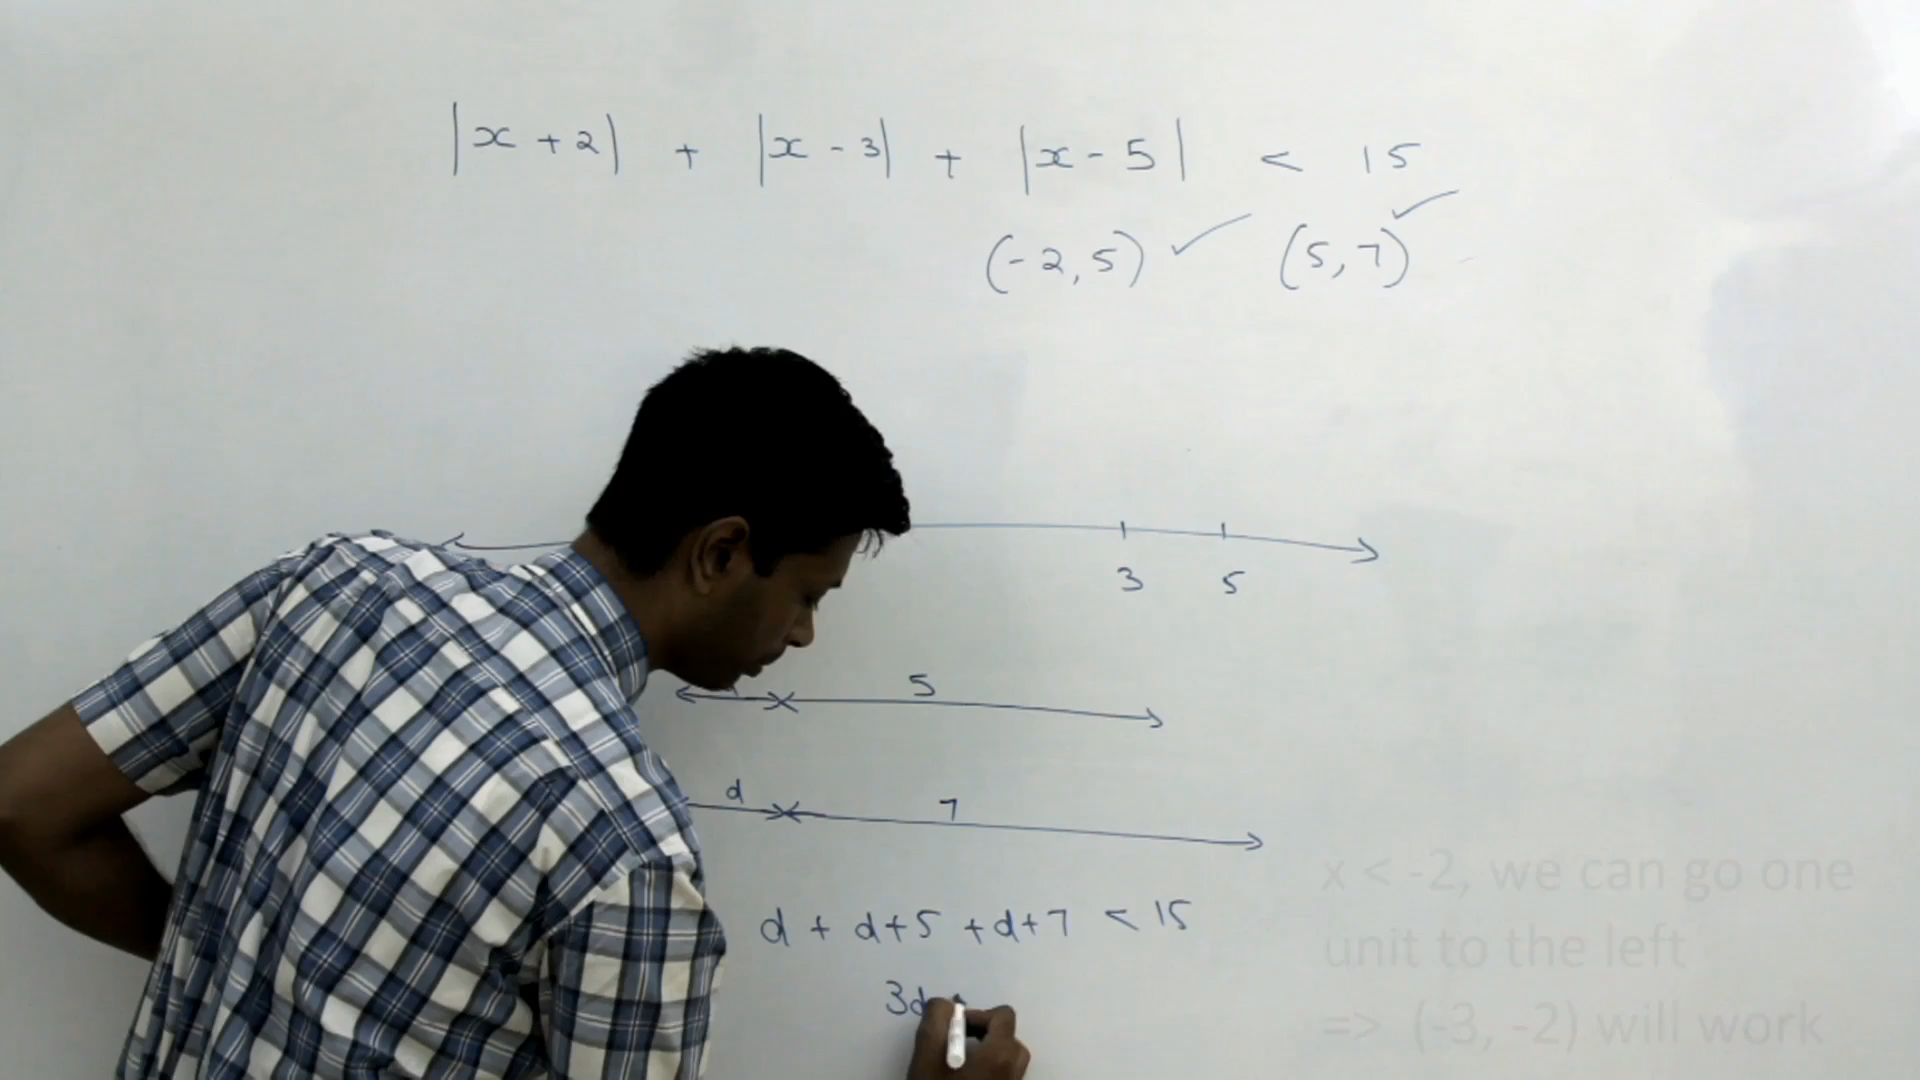 |x + 2| + |x - 3| + |x - 5| < 15
(-2, 5) ✓ (5, 7) ✓
3 5
5
d 7
d + d+5 + d+7 < 15
3d
x < -2, we can go one
unit to the left
=> (-3, -2) will work